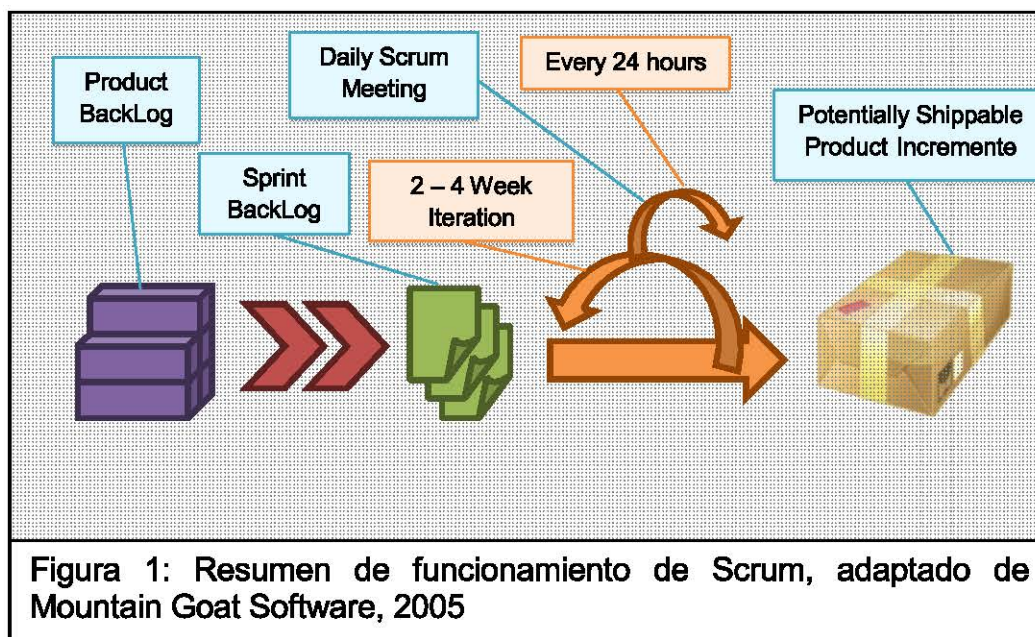 Product
BackLog
Sprint
BackLog
2 – 4 Week
Iteration
Daily Scrum
Meeting
Every 24 hours
Potentially Shippable
Product Incremente
Figura 1: Resumen de funcionamiento de Scrum, adaptado de
Mountain Goat Software, 2005